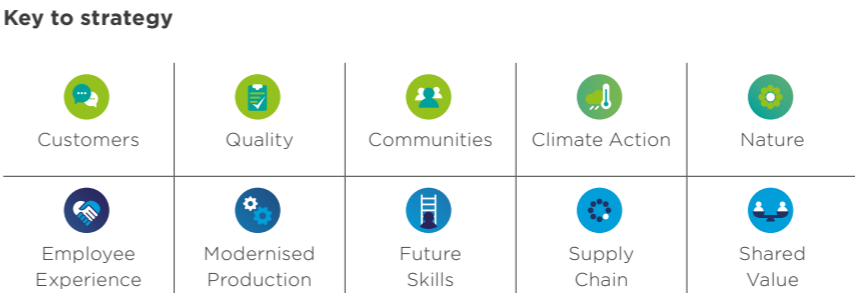 Key to strategy
Customers
Quality
Communities
Climate Action
Nature
Employee
Experience
Modernised
Production
Future
Skills
Supply
Chain
Shared
Value